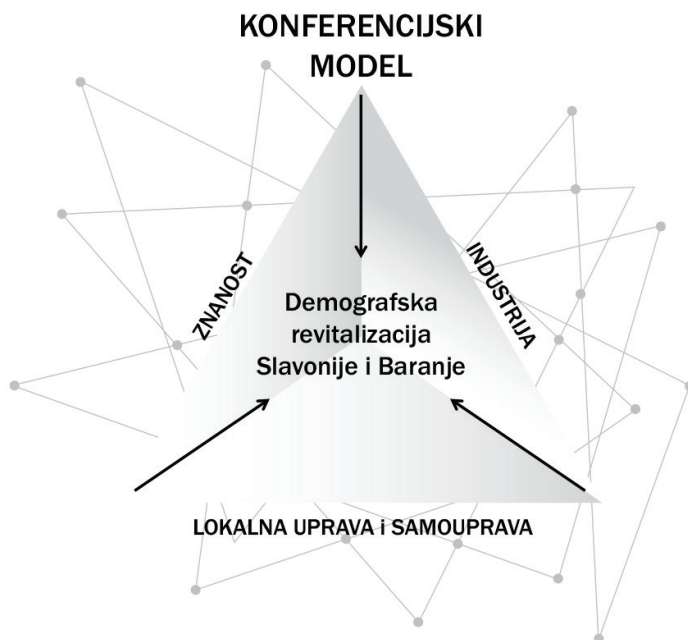 KONFERENCIJSKI
MODEL
ZNANOST
INDUSTRIJA
Demografska
revitalizacija
Slavonije i Baranje
LOKALNA UPRAVA i SAMOUPRAVA